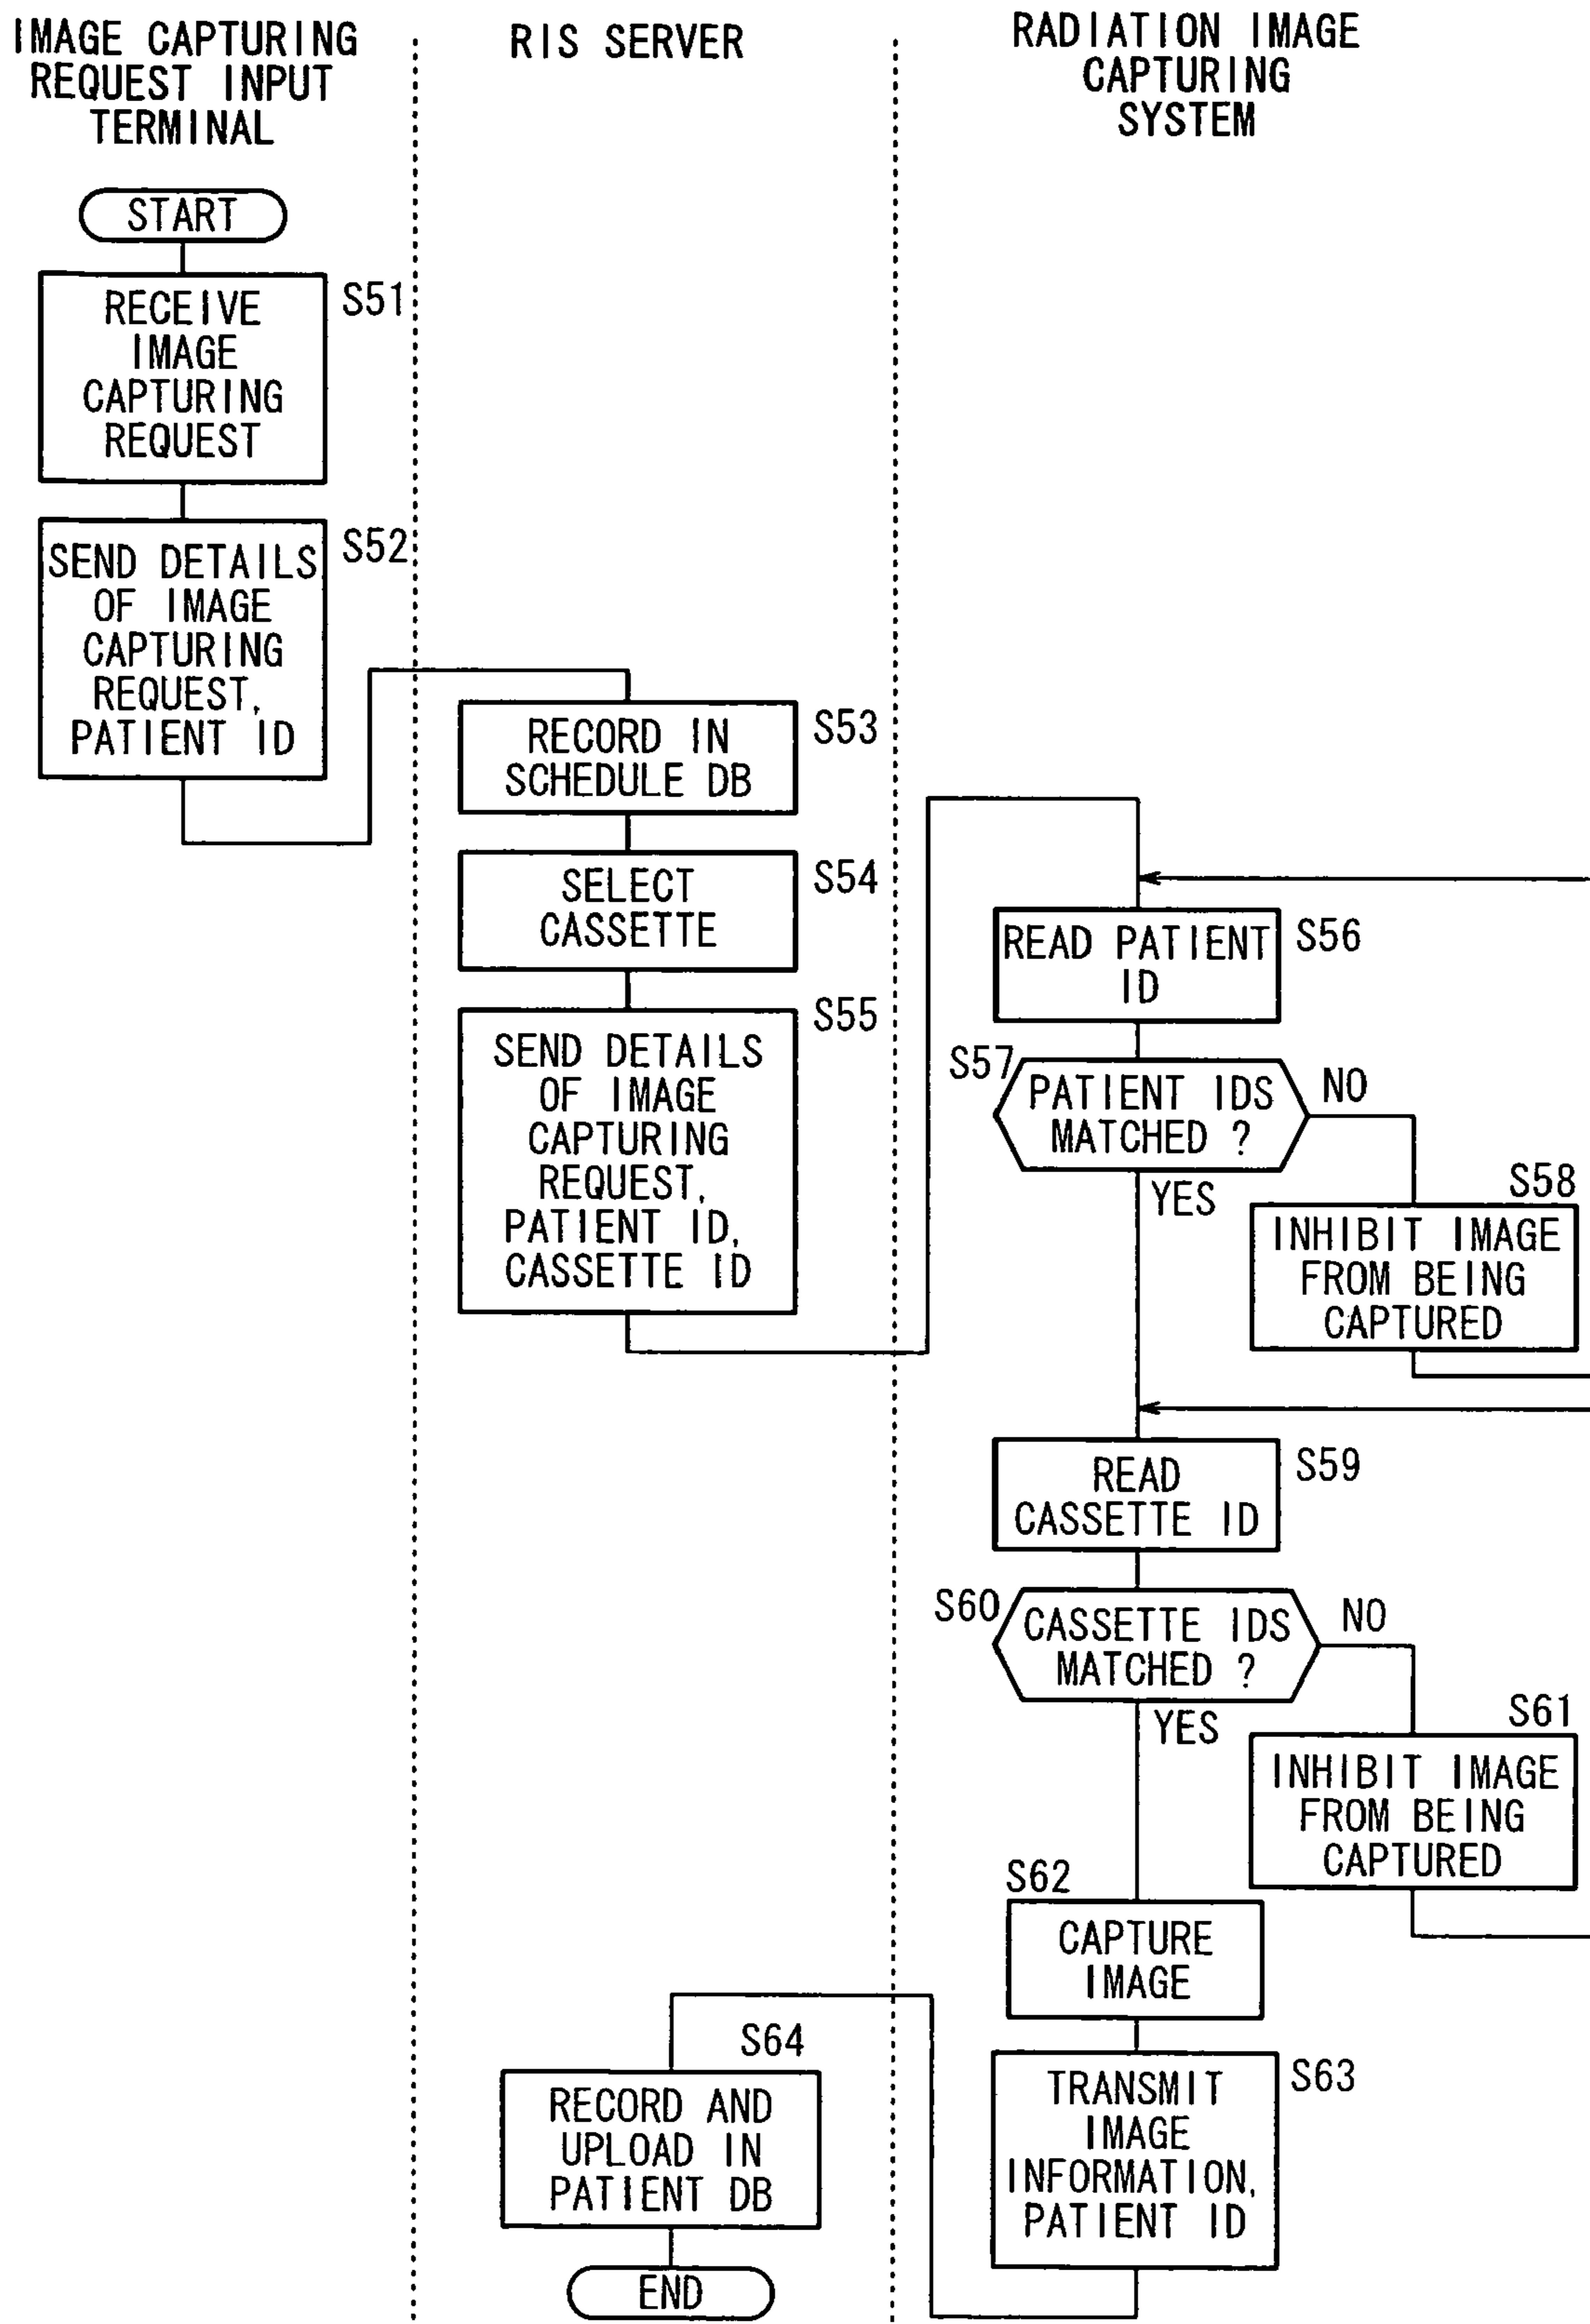 IMAGE CAPTURING
REQUEST INPUT
TERMINAL
RIS SERVER
RADIATION IMAGE
CAPTURING
SYSTEM
START
S51
RECEIVE
IMAGE
CAPTURING
REQUEST
S52
SEND DETAILS
OF IMAGE
CAPTURING
REQUEST,
PATIENT ID
S53
RECORD IN
SCHEDULE DB
S54
SELECT
CASSETTE
S55
SEND DETAILS
OF IMAGE
CAPTURING
REQUEST,
PATIENT ID,
CASSETTE ID
S56
READ PATIENT
ID
S57
PATIENT IDS
MATCHED ?
NO
YES
S58
INHIBIT IMAGE
FROM BEING
CAPTURED
S59
READ
CASSETTE ID
S60
CASSETTE IDS
MATCHED ?
NO
YES
S61
INHIBIT IMAGE
FROM BEING
CAPTURED
S62
CAPTURE
IMAGE
S63
TRANSMIT
IMAGE
INFORMATION,
PATIENT ID
S64
RECORD AND
UPLOAD IN
PATIENT DB
END